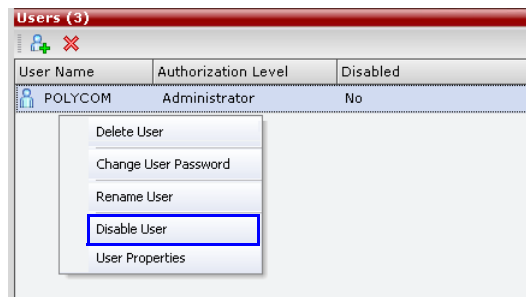 Users (3)
User Name Authorization Level Disabled
POLYCOM Administrator No
Delete User
Change User Password
Rename User
Disable User
User Properties